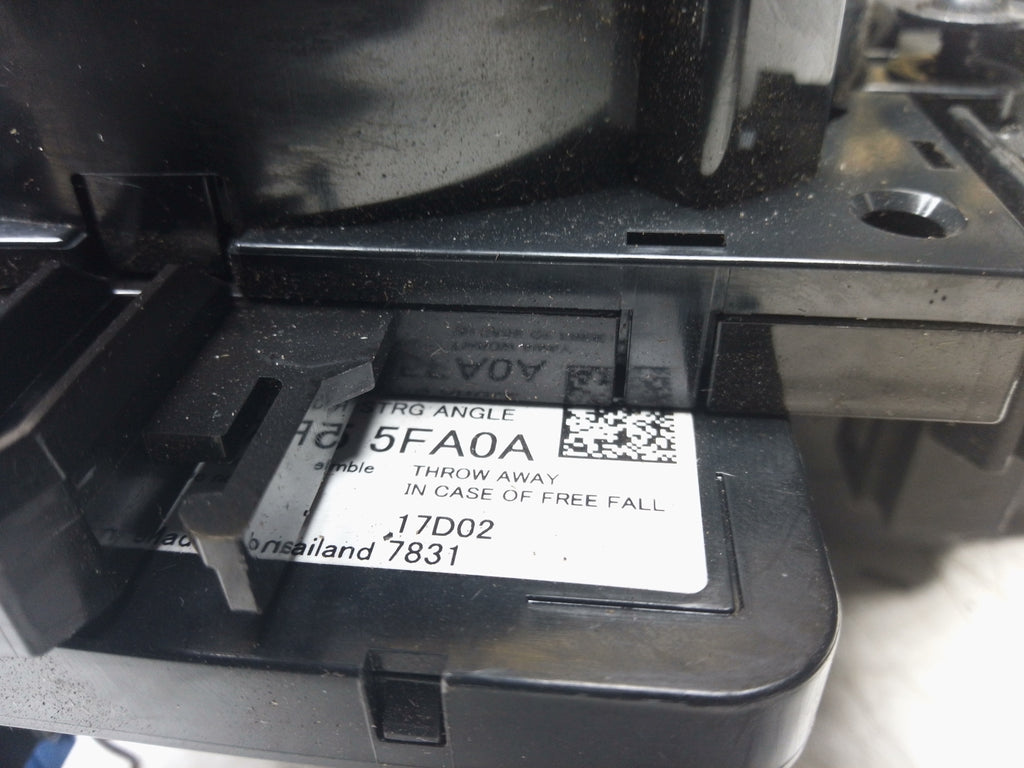 STRG ANGLE
5FA0A
THROW AWAY
IN CASE OF FREE FALL
17D02
7831